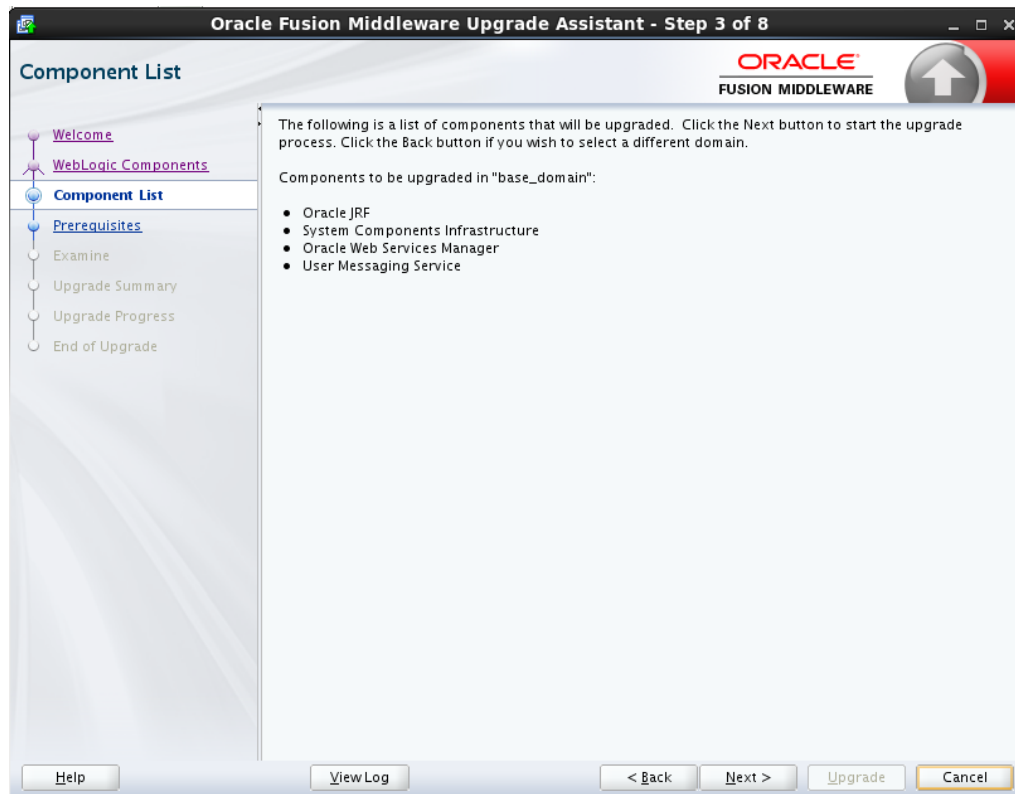 Oracle Fusion Middleware Upgrade Assistant - Step 3 of 8
Component List
ORACLE
FUSION MIDDLEWARE
Welcome
WebLogic Components
Component List
Prerequisites
Examine
Upgrade Summary
Upgrade Progress
End of Upgrade
The following is a list of components that will be upgraded. Click the Next button to start the upgrade
process. Click the Back button if you wish to select a different domain.
Components to be upgraded in "base_domain":
● Oracle JRF
● System Components Infrastructure
● Oracle Web Services Manager
● User Messaging Service
Help
View Log
< Back
Next >
Upgrade
Cancel